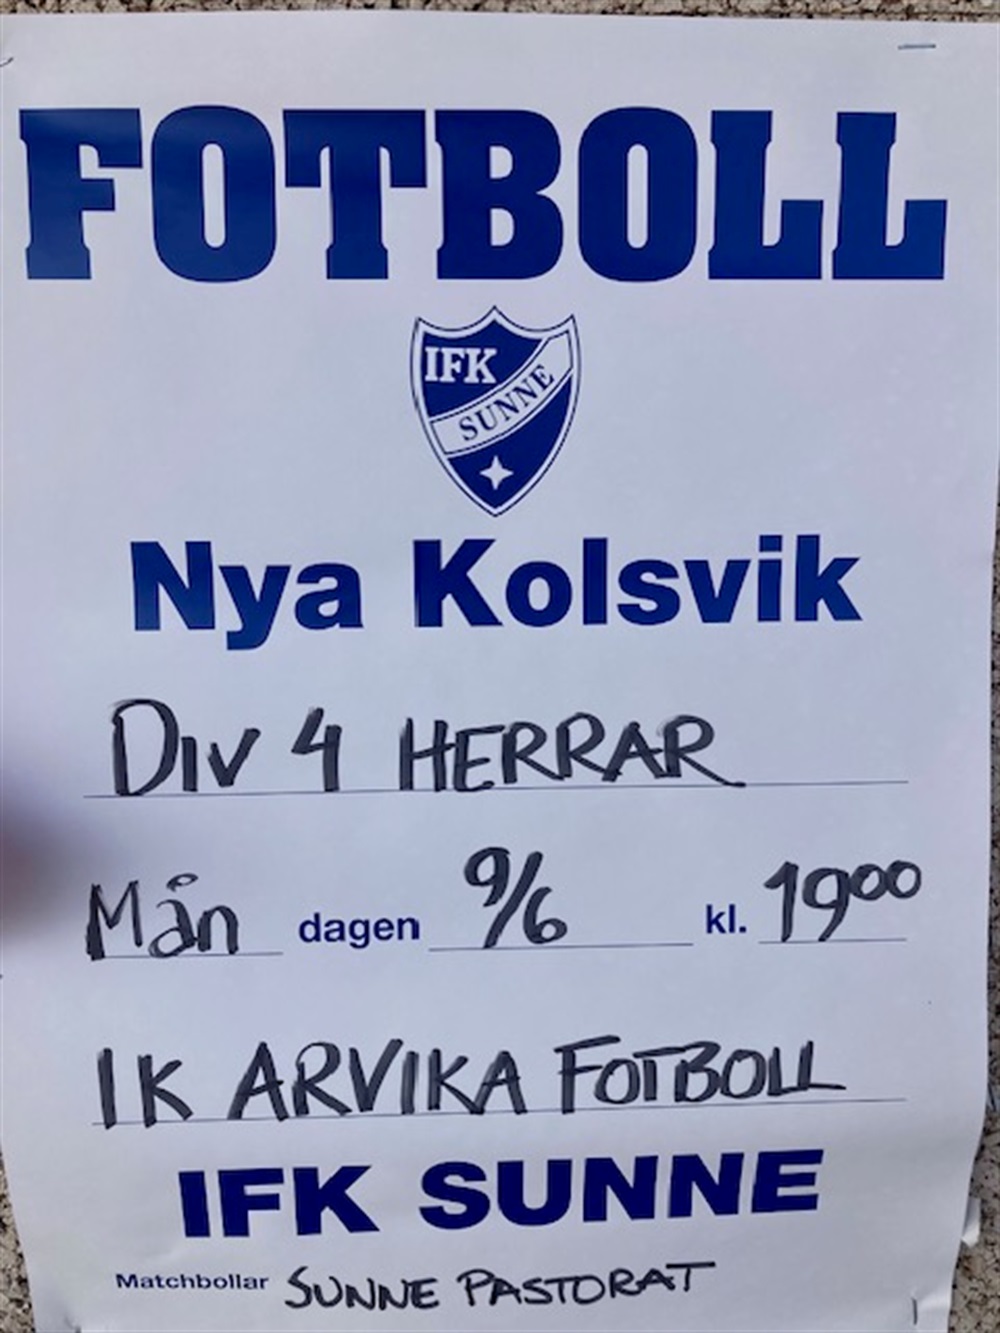 FOTBOLL
IFK
SUNNE
Nya Kolsvik
DIV 4 HERRAR
Mån dagen 9/6 kl. 19⁰⁰
IK ARVIKA FOTBOLL
IFK SUNNE
Matchbollar SUNNE PASTORAT